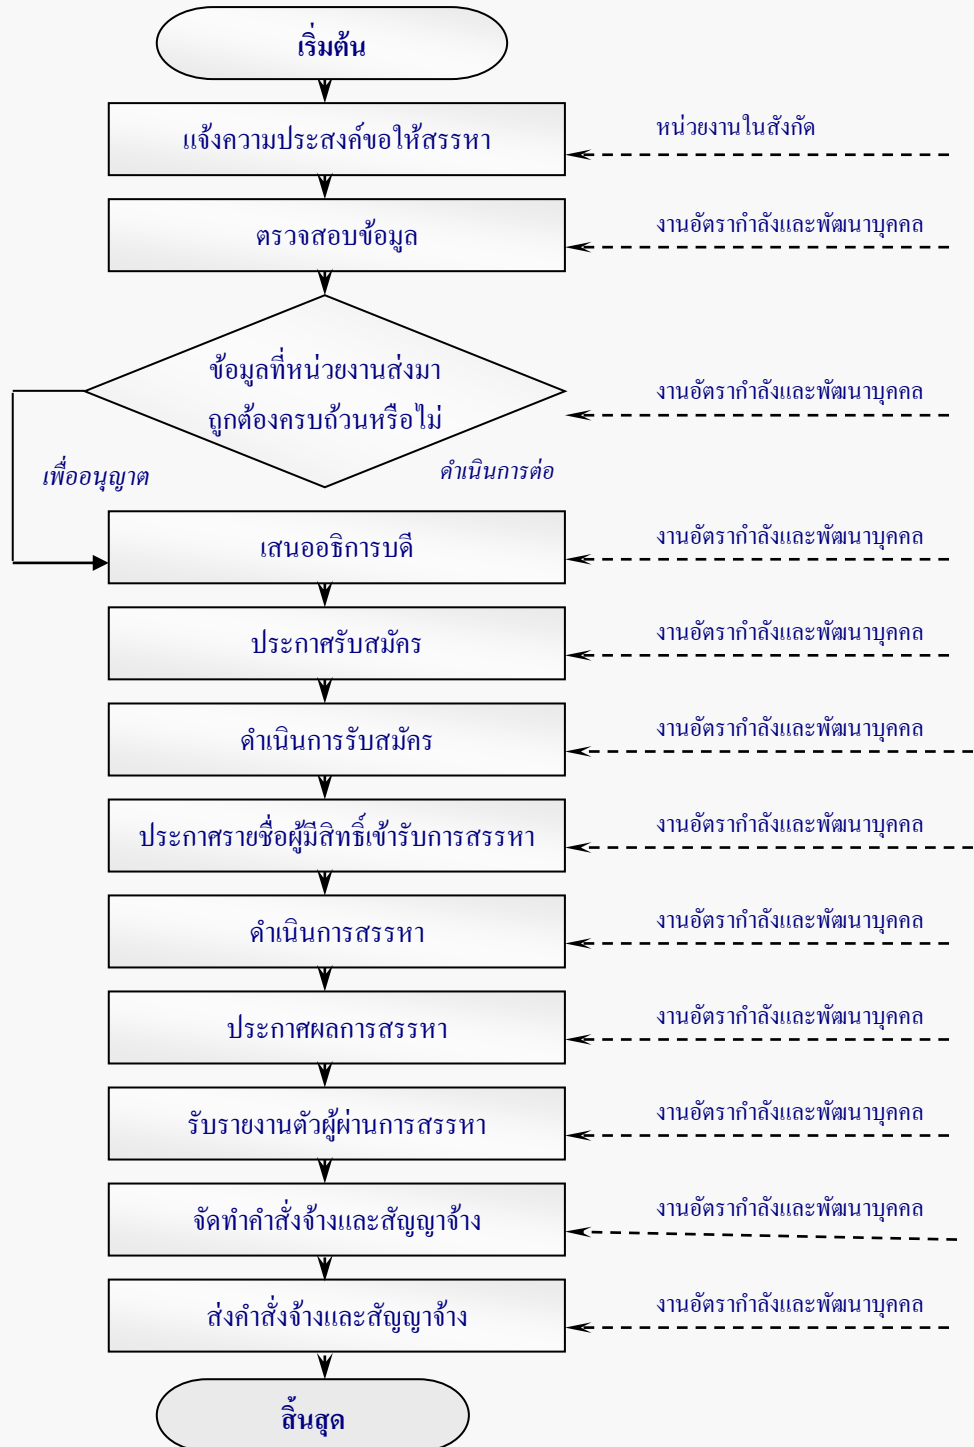 เริ่มต้น
แจ้งความประสงค์ขอให้สรรหา
หน่วยงานในสังกัด
ตรวจสอบข้อมูล
งานอัตรากำลังและพัฒนาบุคคล
ข้อมูลที่หน่วยงานส่งมา
ถูกต้องครบถ้วนหรือไม่
งานอัตรากำลังและพัฒนาบุคคล
เพื่ออนุญาต
ดำเนินการต่อ
เสนออธิการบดี
งานอัตรากำลังและพัฒนาบุคคล
ประกาศรับสมัคร
งานอัตรากำลังและพัฒนาบุคคล
ดำเนินการรับสมัคร
งานอัตรากำลังและพัฒนาบุคคล
ประกาศรายชื่อผู้มีสิทธิ์เข้ารับการสรรหา
งานอัตรากำลังและพัฒนาบุคคล
ดำเนินการสรรหา
งานอัตรากำลังและพัฒนาบุคคล
ประกาศผลการสรรหา
งานอัตรากำลังและพัฒนาบุคคล
รับรายงานตัวผู้ผ่านการสรรหา
งานอัตรากำลังและพัฒนาบุคคล
จัดทำคำสั่งจ้างและสัญญาจ้าง
งานอัตรากำลังและพัฒนาบุคคล
ส่งคำสั่งจ้างและสัญญาจ้าง
งานอัตรากำลังและพัฒนาบุคคล
สิ้นสุด